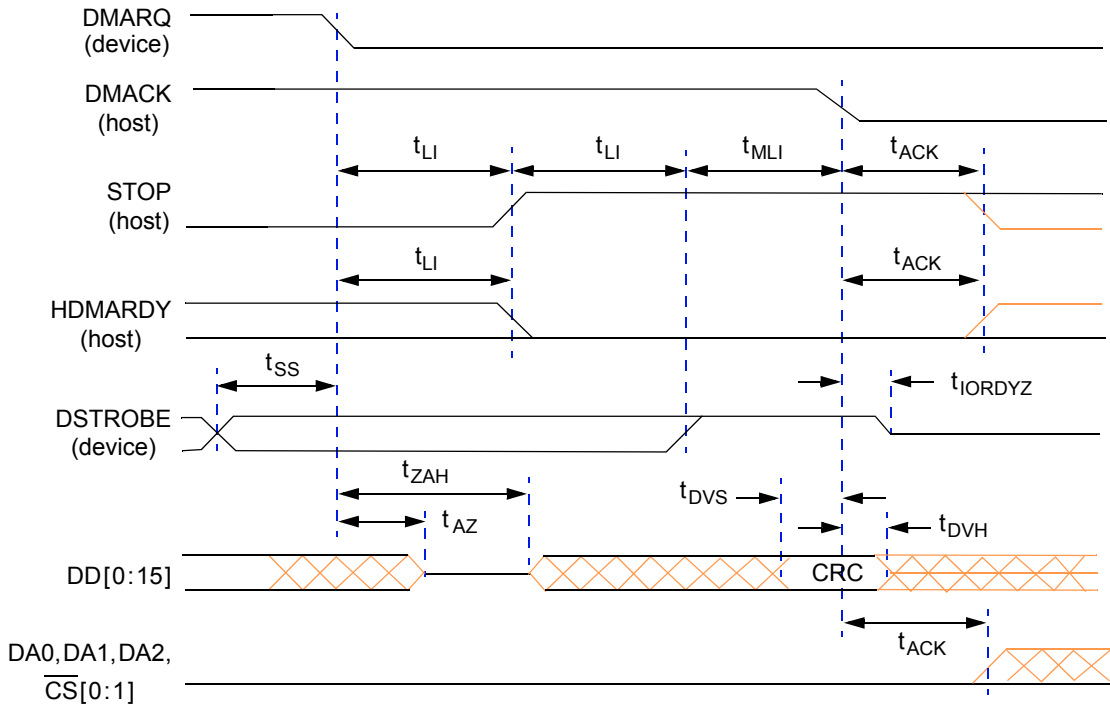 DMARQ
(device)
DMACK
(host)
tLI tLI tMLI tACK
STOP
(host)
tLI tACK
HDMARDY
(host)
tSS tIORDYZ
DSTROBE
(device)
tZAH tDVS
tAZ tDVH
DD[0:15] CRC
tACK
DA0,DA1,DA2,
C̅S̅[0:1]